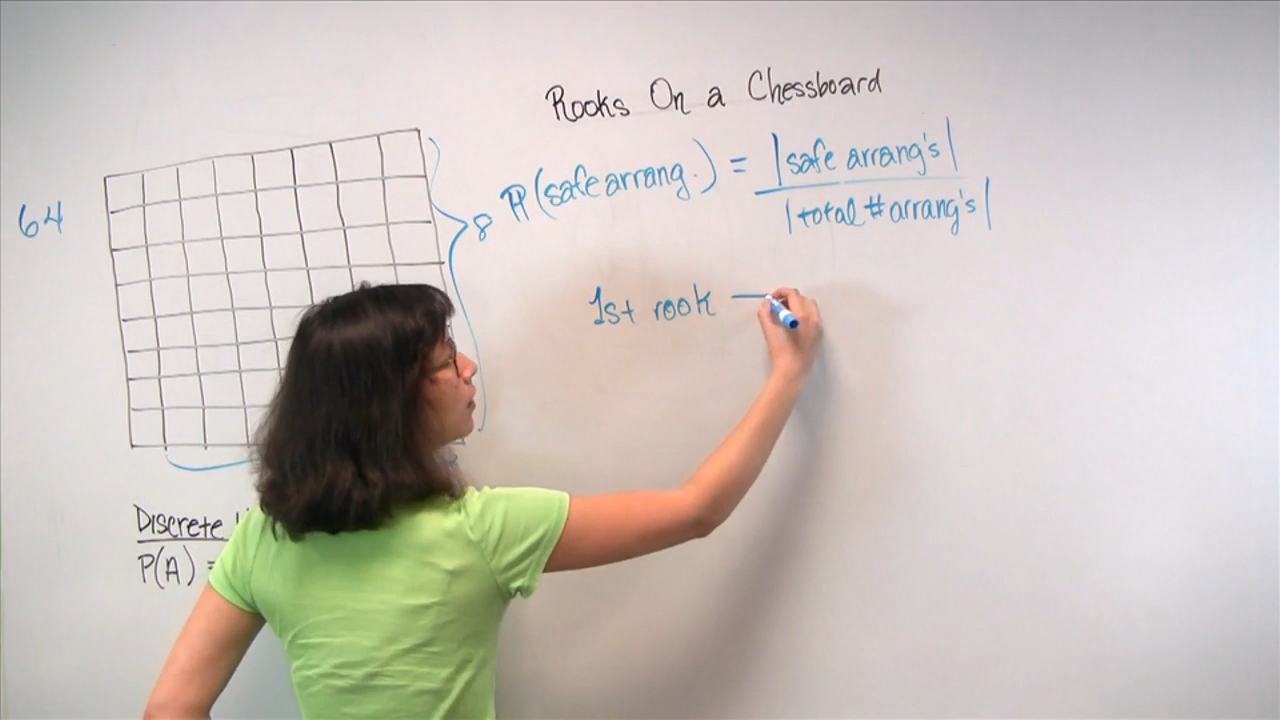 Rooks On a Chessboard
64
8
P(safe arrang.) = |safe arrang's|
|total # arrang's|
1st rook —
Discrete
P(A) =